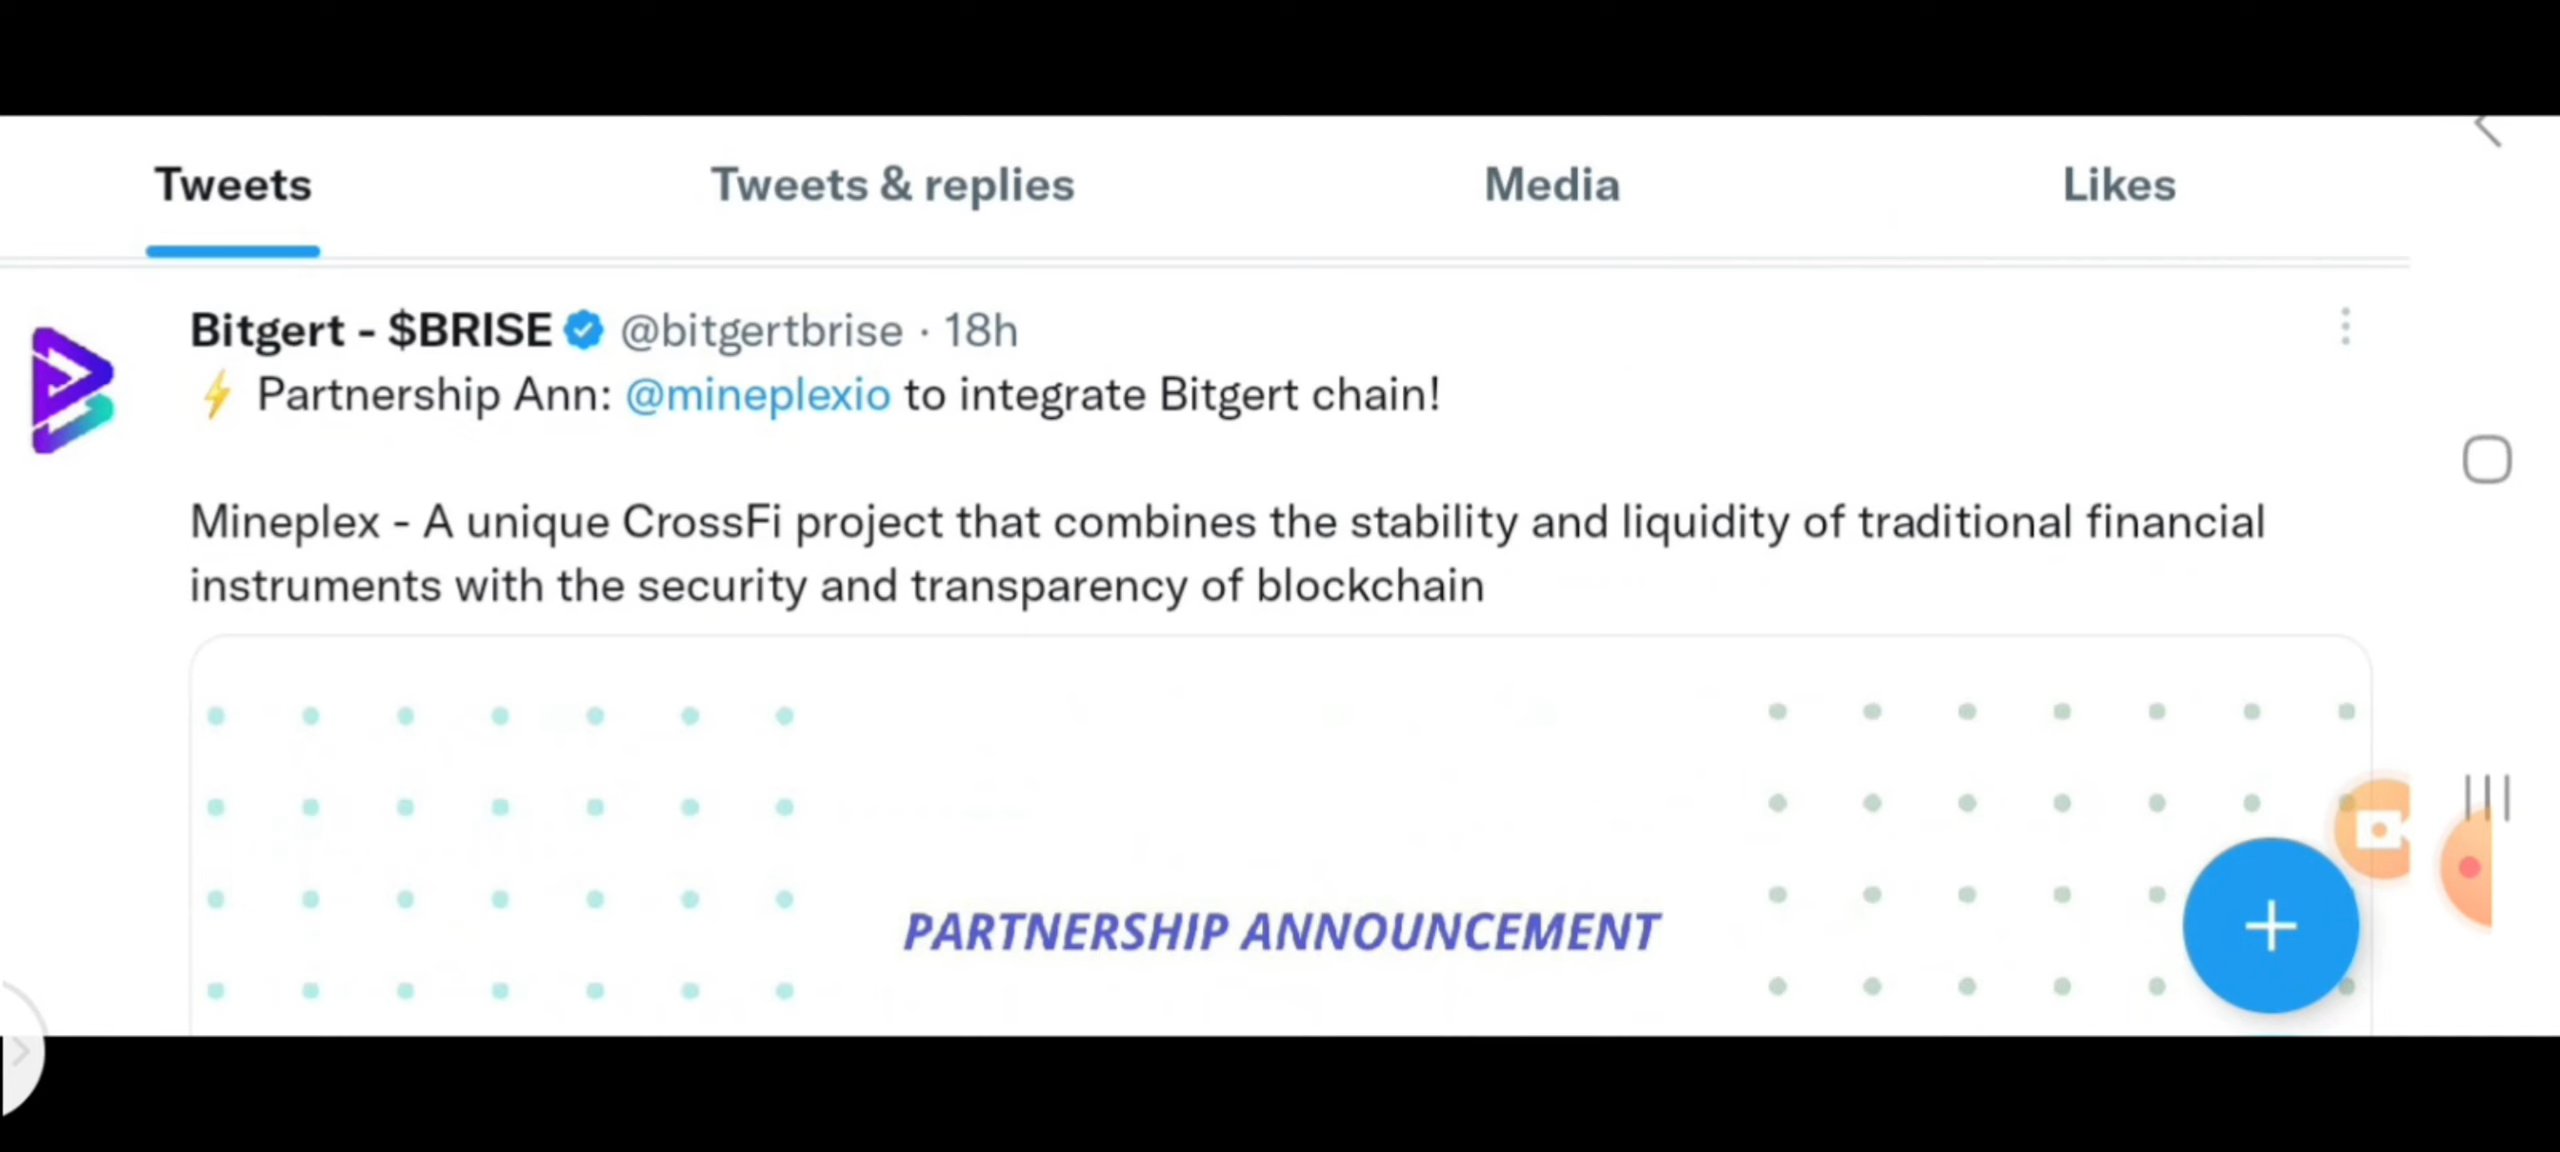 Tweets
Tweets & replies
Media
Likes
Bitgert - $BRISE @bitgertbrise · 18h
⚡ Partnership Ann: @mineplexio to integrate Bitgert chain!
Mineplex - A unique CrossFi project that combines the stability and liquidity of traditional financial
instruments with the security and transparency of blockchain
PARTNERSHIP ANNOUNCEMENT